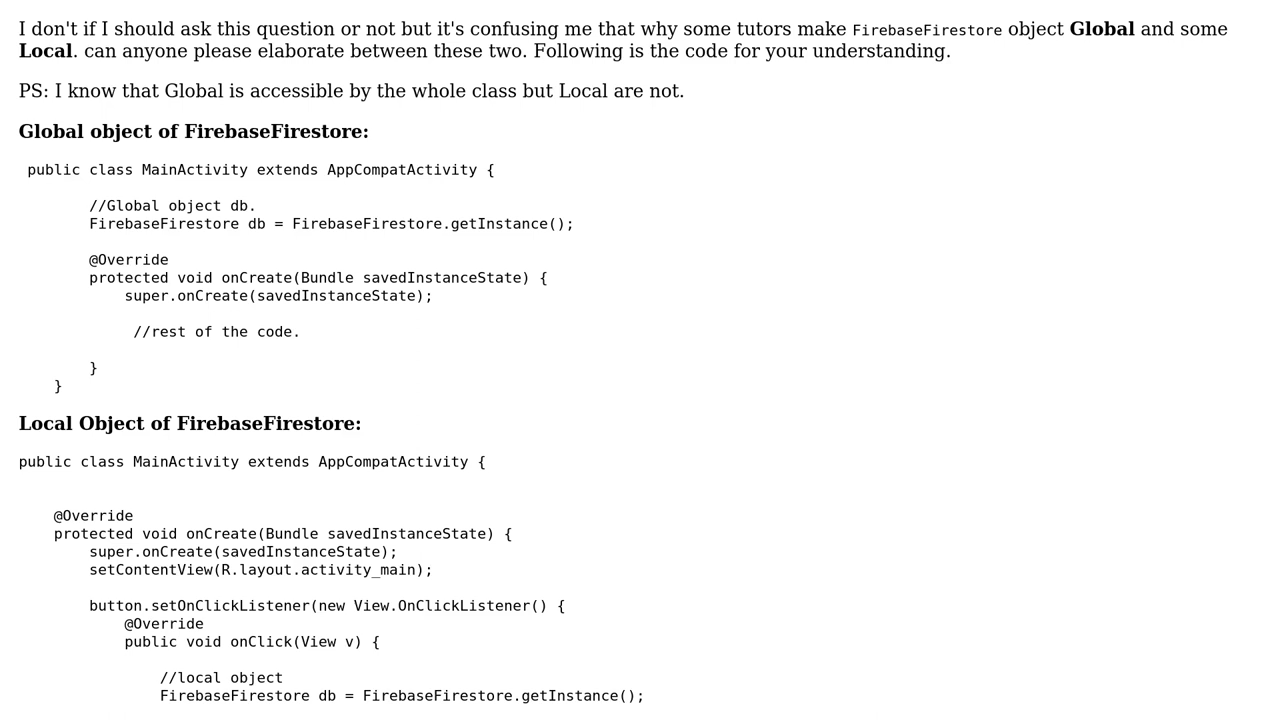 I don't if I should ask this question or not but it's confusing me that why some tutors make FirebaseFirestore object Global and some
Local. can anyone please elaborate between these two. Following is the code for your understanding.
PS: I know that Global is accessible by the whole class but Local are not.
Global object of FirebaseFirestore:
public class MainActivity extends AppCompatActivity {
//Global object db.
FirebaseFirestore db = FirebaseFirestore.getInstance();
@Override
protected void onCreate(Bundle savedInstanceState) {
super.onCreate(savedInstanceState);
//rest of the code.
}
}
Local Object of FirebaseFirestore:
public class MainActivity extends AppCompatActivity {
@Override
protected void onCreate(Bundle savedInstanceState) {
super.onCreate(savedInstanceState);
setContentView(R.layout.activity_main);
button.setOnClickListener(new View.OnClickListener() {
@Override
public void onClick(View v) {
//local object
FirebaseFirestore db = FirebaseFirestore.getInstance();